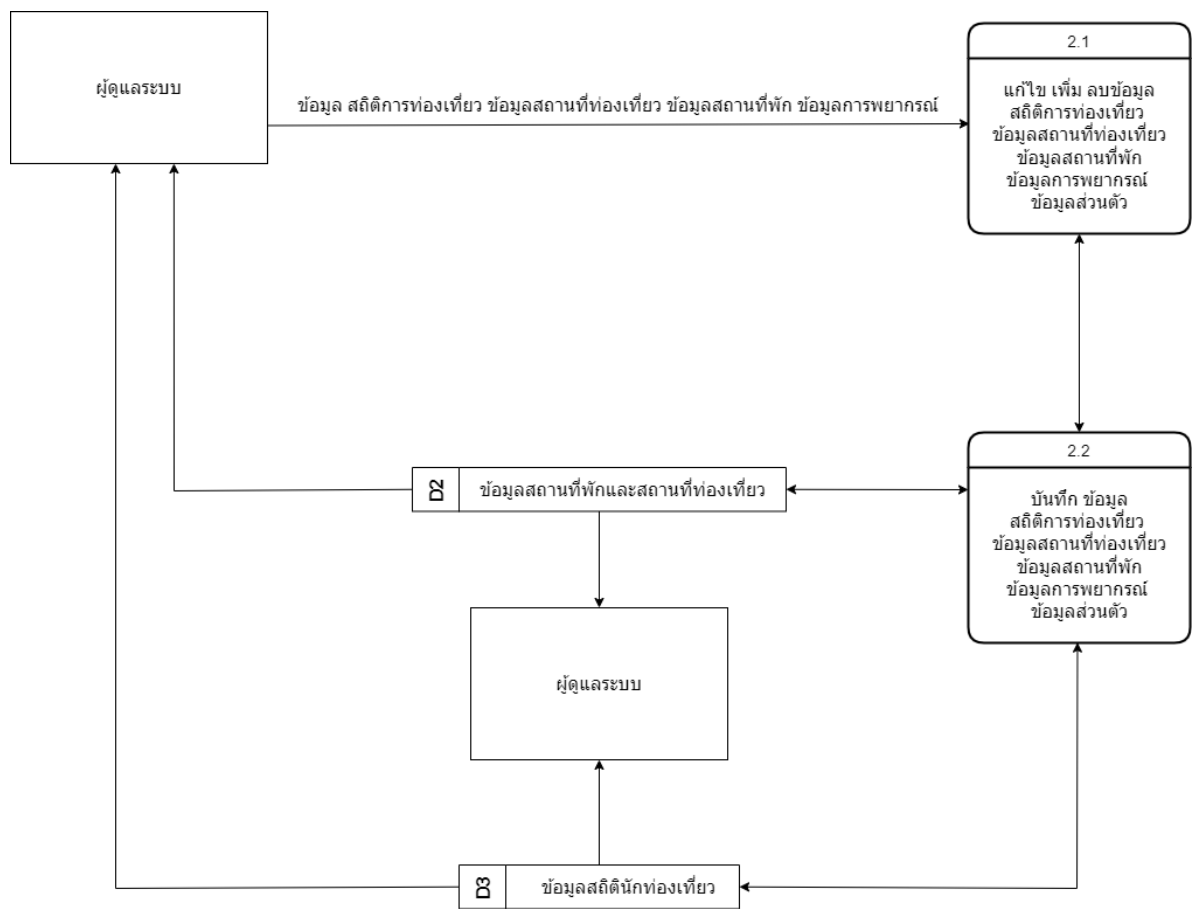 ผู้ดูแลระบบ
ข้อมูล สถิติการท่องเที่ยว ข้อมูลสถานที่ท่องเที่ยว ข้อมูลสถานที่พัก ข้อมูลการพยากรณ์
2.1
แก้ไข เพิ่ม ลบข้อมูล
สถิติการท่องเที่ยว
ข้อมูลสถานที่ท่องเที่ยว
ข้อมูลสถานที่พัก
ข้อมูลการพยากรณ์
ข้อมูลส่วนตัว
D2 ข้อมูลสถานที่พักและสถานที่ท่องเที่ยว
2.2
บันทึก ข้อมูล
สถิติการท่องเที่ยว
ข้อมูลสถานที่ท่องเที่ยว
ข้อมูลสถานที่พัก
ข้อมูลการพยากรณ์
ข้อมูลส่วนตัว
ผู้ดูแลระบบ
D3 ข้อมูลสถิตินักท่องเที่ยว